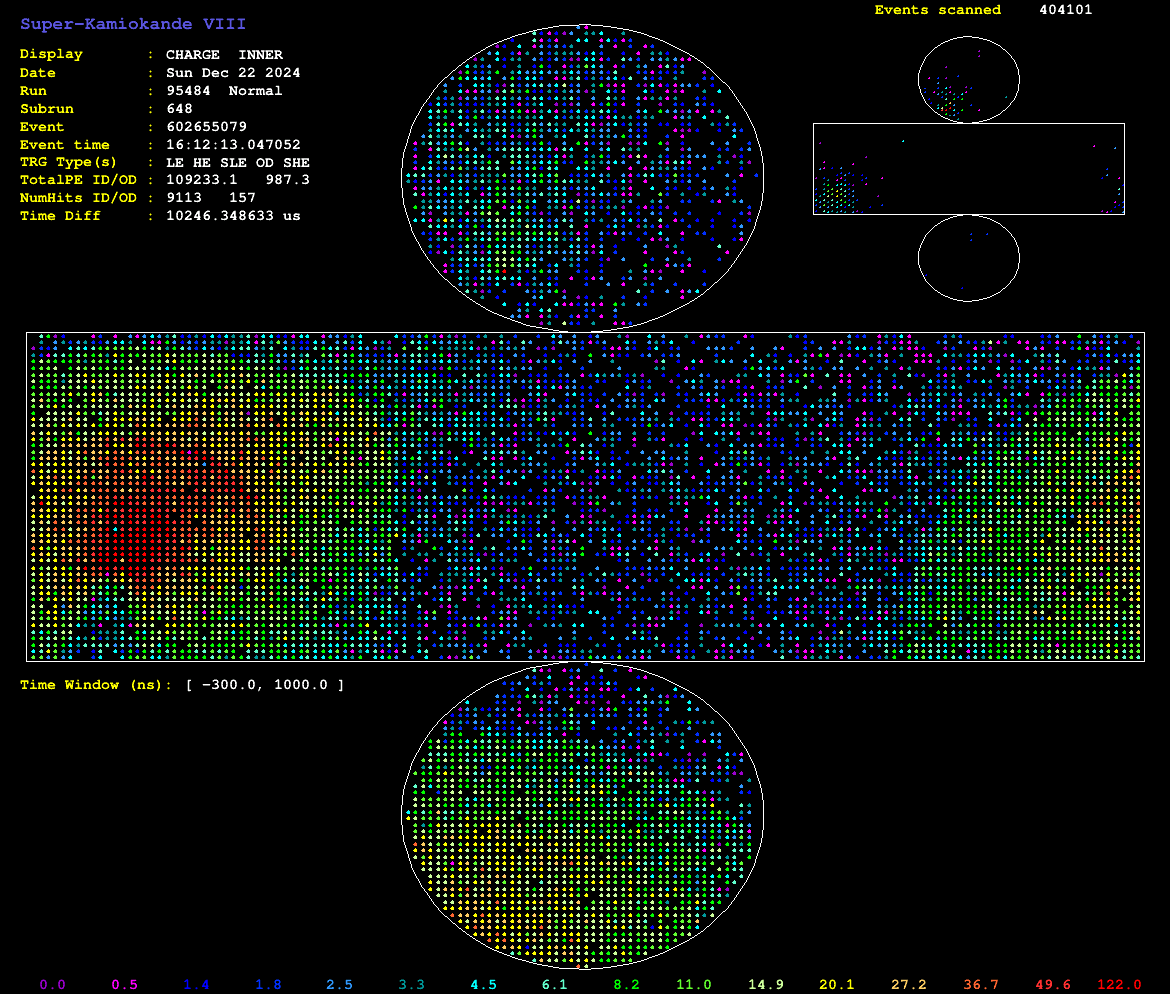 Super-Kamiokande VIII
Events scanned 404101
Display : CHARGE INNER
Date : Sun Dec 22 2024
Run : 95484 Normal
Subrun : 648
Event : 602655079
Event time : 16:12:13.047052
TRG Type(s) : LE HE SLE OD SHE
TotalPE ID/OD : 109233.1 987.3
NumHits ID/OD : 9113 157
Time Diff : 10246.348633 us
Time Window (ns): [ −300.0, 1000.0 ]
0.0 0.5 1.4 1.8 2.5 3.3 4.5 6.1 8.2 11.0 14.9 20.1 27.2 36.7 49.6 122.0